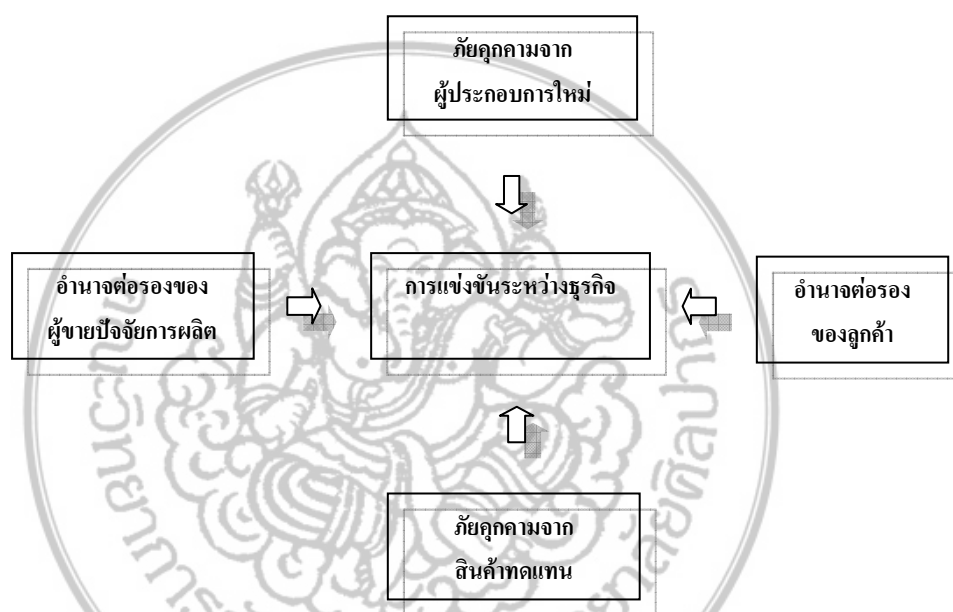 ภัยคุกคามจาก
ผู้ประกอบการใหม่
อำนาจต่อรองของ
ผู้ขายปัจจัยการผลิต
การแข่งขันระหว่างธุรกิจ
อำนาจต่อรอง
ของลูกค้า
ภัยคุกคามจาก
สินค้าทดแทน